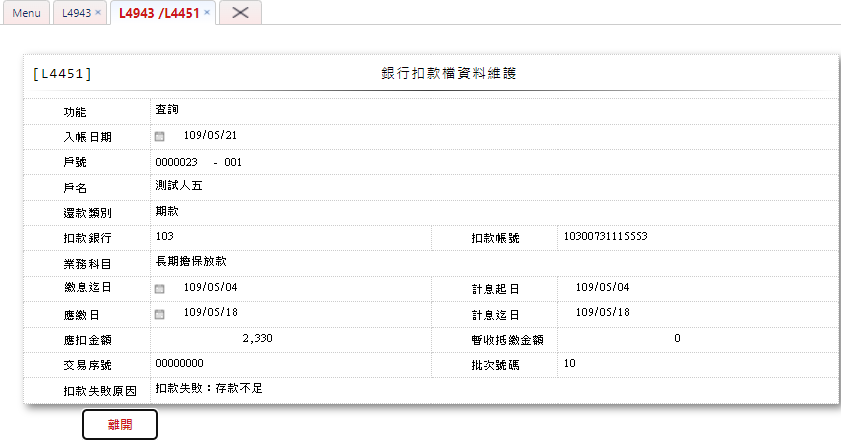 Menu L4943 × L4943 /L4451 ×
[L4451] 銀行扣款檔資料維護
功能 查詢
入帳日期 109/05/21
戶號 0000023 - 001
戶名 測試人五
還款類別 期款
扣款銀行 103 扣款帳號 10300731115553
業務科目 長期擔保放款
繳息迄日 109/05/04 計息起日 109/05/04
應繳日 109/05/18 計息迄日 109/05/18
應扣金額 2,330 暫收抵繳金額 0
交易序號 00000000 批次號碼 10
扣款失敗原因 扣款失敗：存款不足
離開